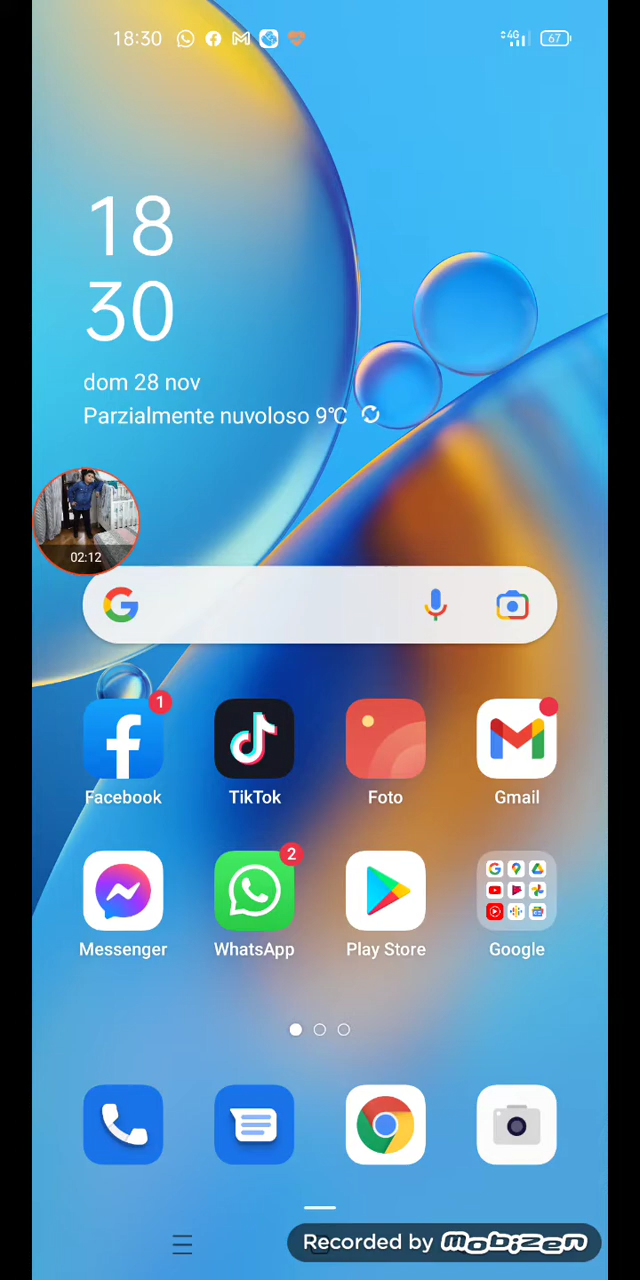 18:30
4G
67
18
30
dom 28 nov
Parzialmente nuvoloso 9°C
02:12
1
Facebook
TikTok
Foto
Gmail
2
Messenger
WhatsApp
Play Store
Google
Recorded by mobizen